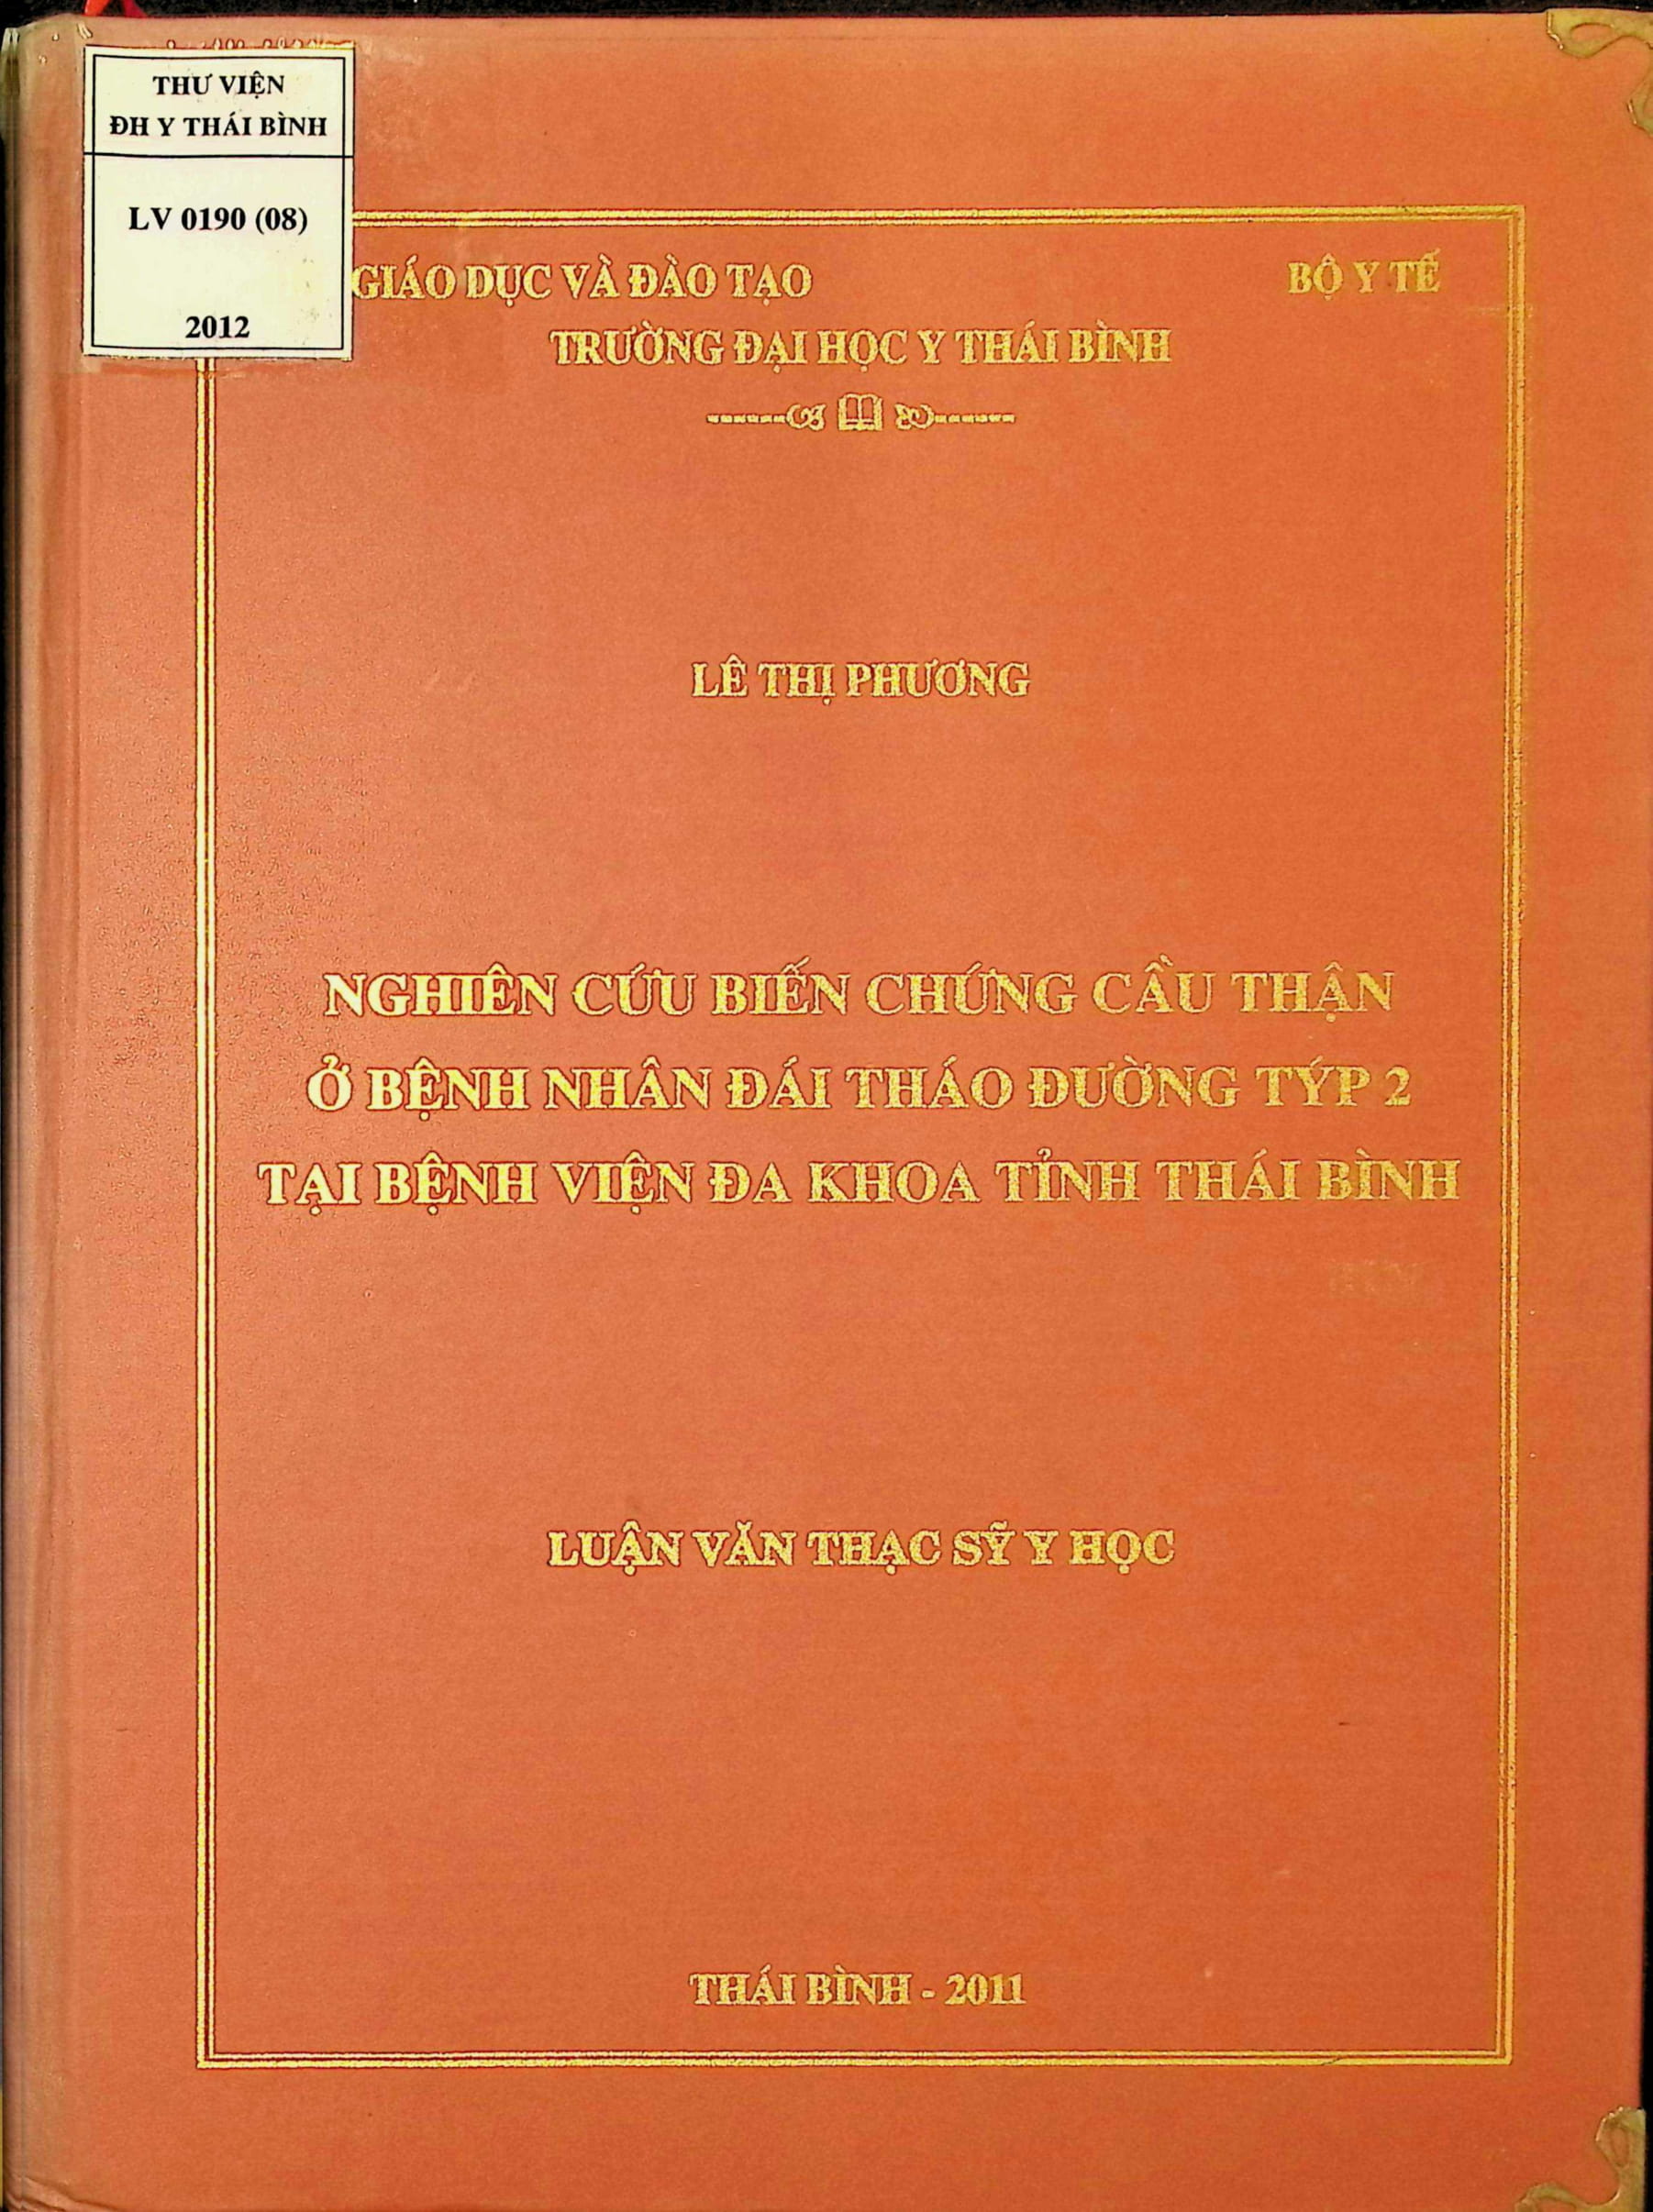 THƯ VIỆN
ĐH Y THÁI BÌNH
LV 0190 (08)
2012
GIÁO DỤC VÀ ĐÀO TẠO BỘ Y TẾ
TRƯỜNG ĐẠI HỌC Y THÁI BÌNH
LÊ THỊ PHƯƠNG
NGHIÊN CỨU BIẾN CHỨNG CẦU THẬN
Ở BỆNH NHÂN ĐÁI THÁO ĐƯỜNG TÝP 2
TẠI BỆNH VIỆN ĐA KHOA TỈNH THÁI BÌNH
LUẬN VĂN THẠC SỸ Y HỌC
THÁI BÌNH - 2011